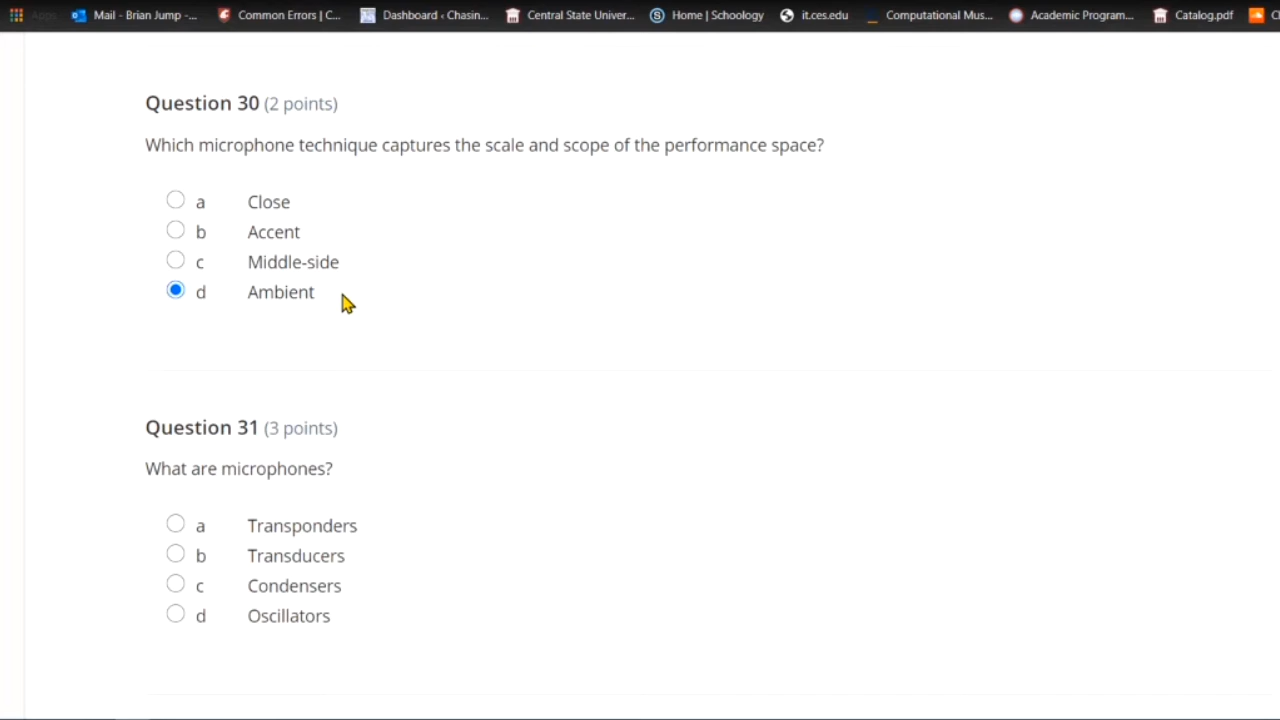 Apps Mail - Brian Jump -... Common Errors | C... Dashboard ‹ Chasin... Central State Univer... Home | Schoology it.ces.edu Computational Mus... Academic Program... Catalog.pdf
Question 30 (2 points)
Which microphone technique captures the scale and scope of the performance space?
a Close
b Accent
c Middle-side
d Ambient
Question 31 (3 points)
What are microphones?
a Transponders
b Transducers
c Condensers
d Oscillators